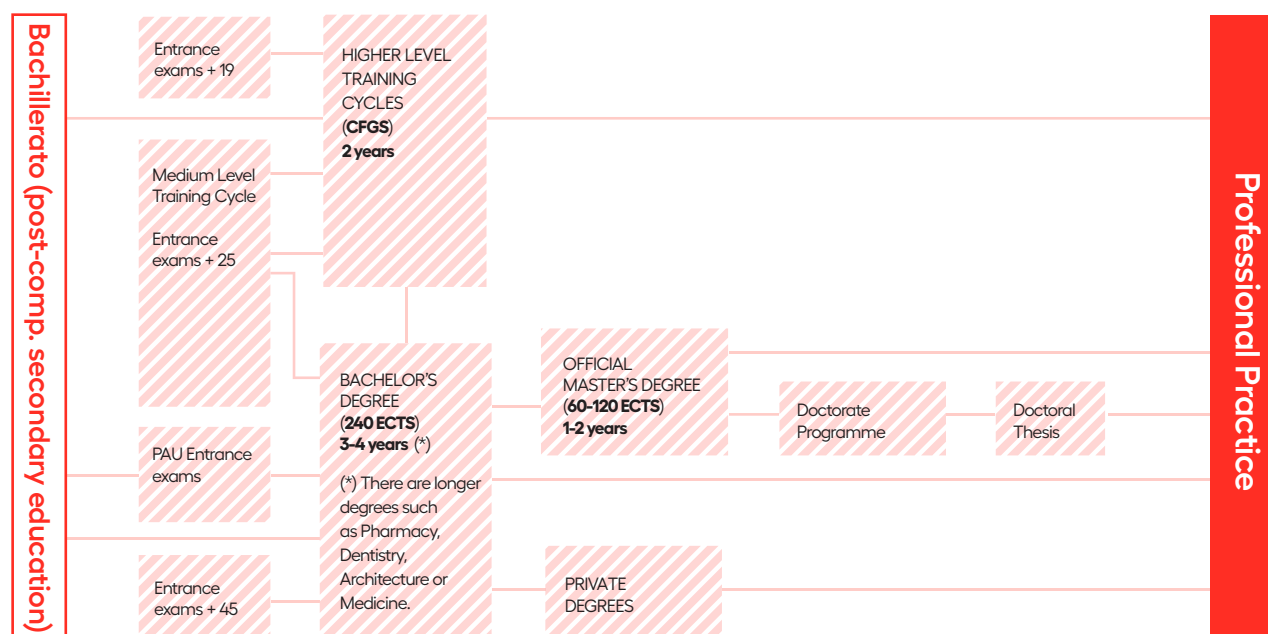 Bachillerato (post-comp. secondary education)
Entrance
exams + 19
Medium Level
Training Cycle
Entrance
exams + 25
PAU Entrance
exams
Entrance
exams + 45
HIGHER LEVEL
TRAINING
CYCLES
(CFGS)
2 years
BACHELOR'S
DEGREE
(240 ECTS)
3-4 years (*)
(*) There are longer
degrees such
as Pharmacy,
Dentistry,
Architecture or
Medicine.
OFFICIAL
MASTER'S DEGREE
(60-120 ECTS)
1-2 years
Doctorate
Programme
Doctoral
Thesis
PRIVATE
DEGREES
Professional Practice